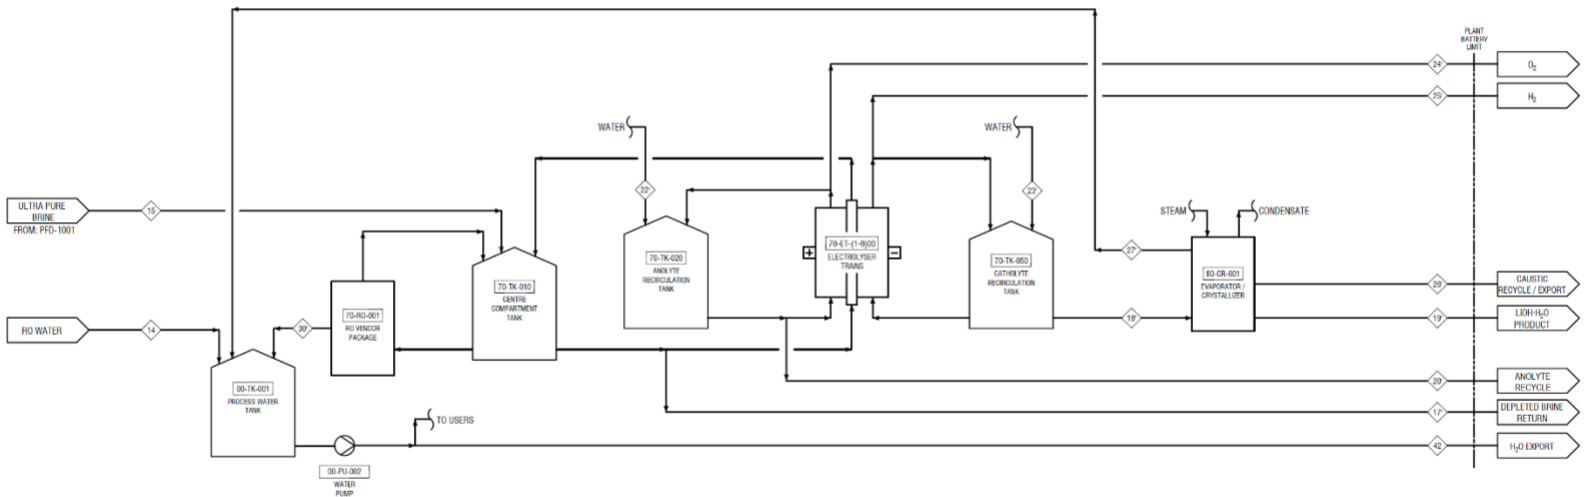 PLANT
BATTERY
LIMIT
24'
O₂
25'
H₂
WATER
WATER
22'
23'
ULTRA PURE
BRINE
FROM: PFD-1001
15
STEAM
CONDENSATE
70-TK-020
ANOLYTE
RECIRCULATION
TANK
70-ET-(1-6)00
ELECTROLYSER
TRAINS
+
−
70-TK-050
CATHOLYTE
RECIRCULATION
TANK
27'
80-CR-001
EVAPORATOR /
CRYSTALLIZER
70-TK-010
CENTRE
COMPARTMENT
TANK
CAUSTIC
RECYCLE / EXPORT
70-RO-001
RO VENDOR
PACKAGE
30'
RO WATER
14
18'
19'
LIOH·H₂O
PRODUCT
00-TK-001
PROCESS WATER
TANK
20'
ANOLYTE
RECYCLE
17'
DEPLETED BRINE
RETURN
TO USERS
42
H₂O EXPORT
00-PU-002
WATER
PUMP